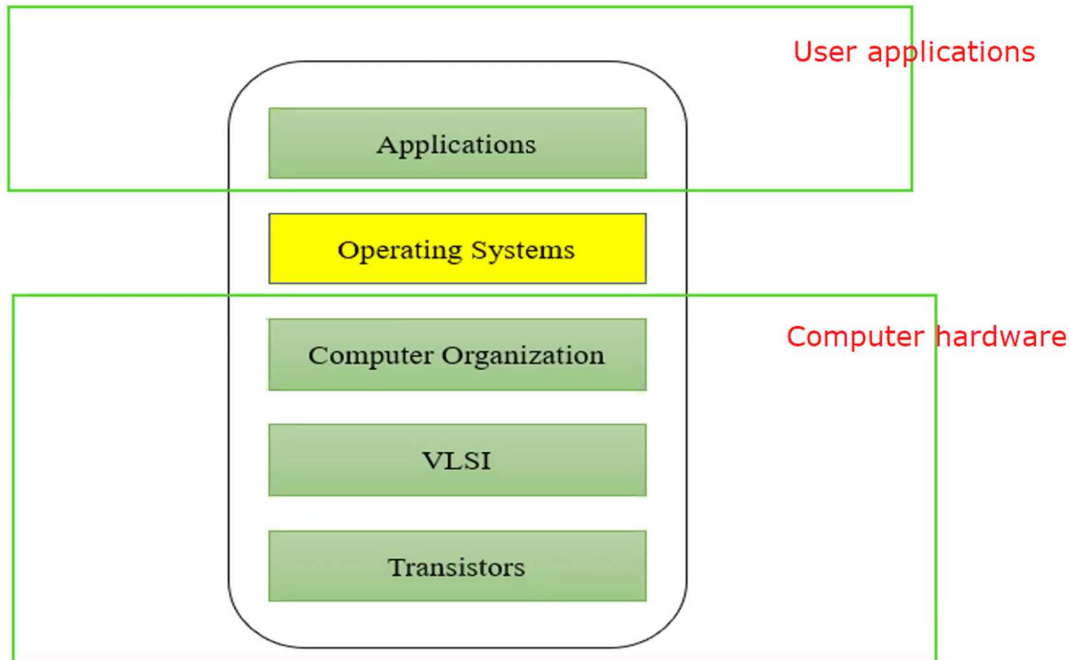 User applications
Applications
Operating Systems
Computer hardware
Computer Organization
VLSI
Transistors